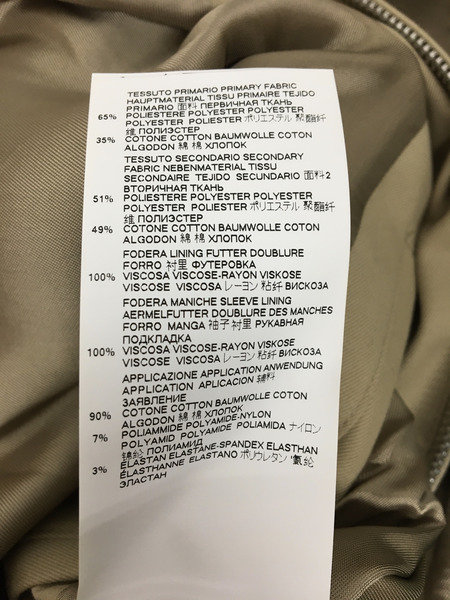 TESSUTO PRIMARIO PRIMARY FABRIC
HAUPTMATERIAL TISSU PRIMAIRE TEJIDO
PRIMARIO 面料 ПЕРВИЧНАЯ ТКАНЬ
65% POLIESTERE POLYESTER POLYESTER
POLYESTER POLIESTER ポリエステル 聚酯纤
维 ПОЛИЭСТЕР
35% COTONE COTTON BAUMWOLLE COTON
ALGODON 綿 棉 ХЛОПОК
TESSUTO SECONDARIO SECONDARY
FABRIC NEBENMATERIAL TISSU
SECONDAIRE TEJIDO SECUNDARIO 面料2
ВТОРИЧНАЯ ТКАНЬ
51% POLIESTERE POLYESTER POLYESTER
POLYESTER POLIESTER ポリエステル 聚酯纤
维 ПОЛИЭСТЕР
49% COTONE COTTON BAUMWOLLE COTON
ALGODON 綿 棉 ХЛОПОК
FODERA LINING FUTTER DOUBLURE
FORRO 衬里 ФУТЕРОВКА
100% VISCOSA VISCOSE-RAYON VISKOSE
VISCOSE VISCOSA レーヨン 粘纤 ВИСКОЗА
FODERA MANICHE SLEEVE LINING
AERMELFUTTER DOUBLURE DES MANCHES
FORRO MANGA 袖子衬里 РУКАВНАЯ
ПОДКЛАДКА
100% VISCOSA VISCOSE-RAYON VISKOSE
VISCOSE VISCOSA レーヨン 粘纤 ВИСКОЗА
APPLICAZIONE APPLICATION ANWENDUNG
APPLICATION APLICACION 辅料
ЗАЯВЛЕНИЕ
90% COTONE COTTON BAUMWOLLE COTON
ALGODON 綿 棉 ХЛОПОК
7% POLIAMMIDE POLYAMIDE-NYLON
POLYAMID POLYAMIDE POLIAMIDA ナイロン
锦纶 ПОЛИАМИД
3% ELASTAN ELASTANE-SPANDEX ELASTHAN
ÉLASTHANNE ELASTANO ポリウレタン 氨纶
ЭЛАСТАН